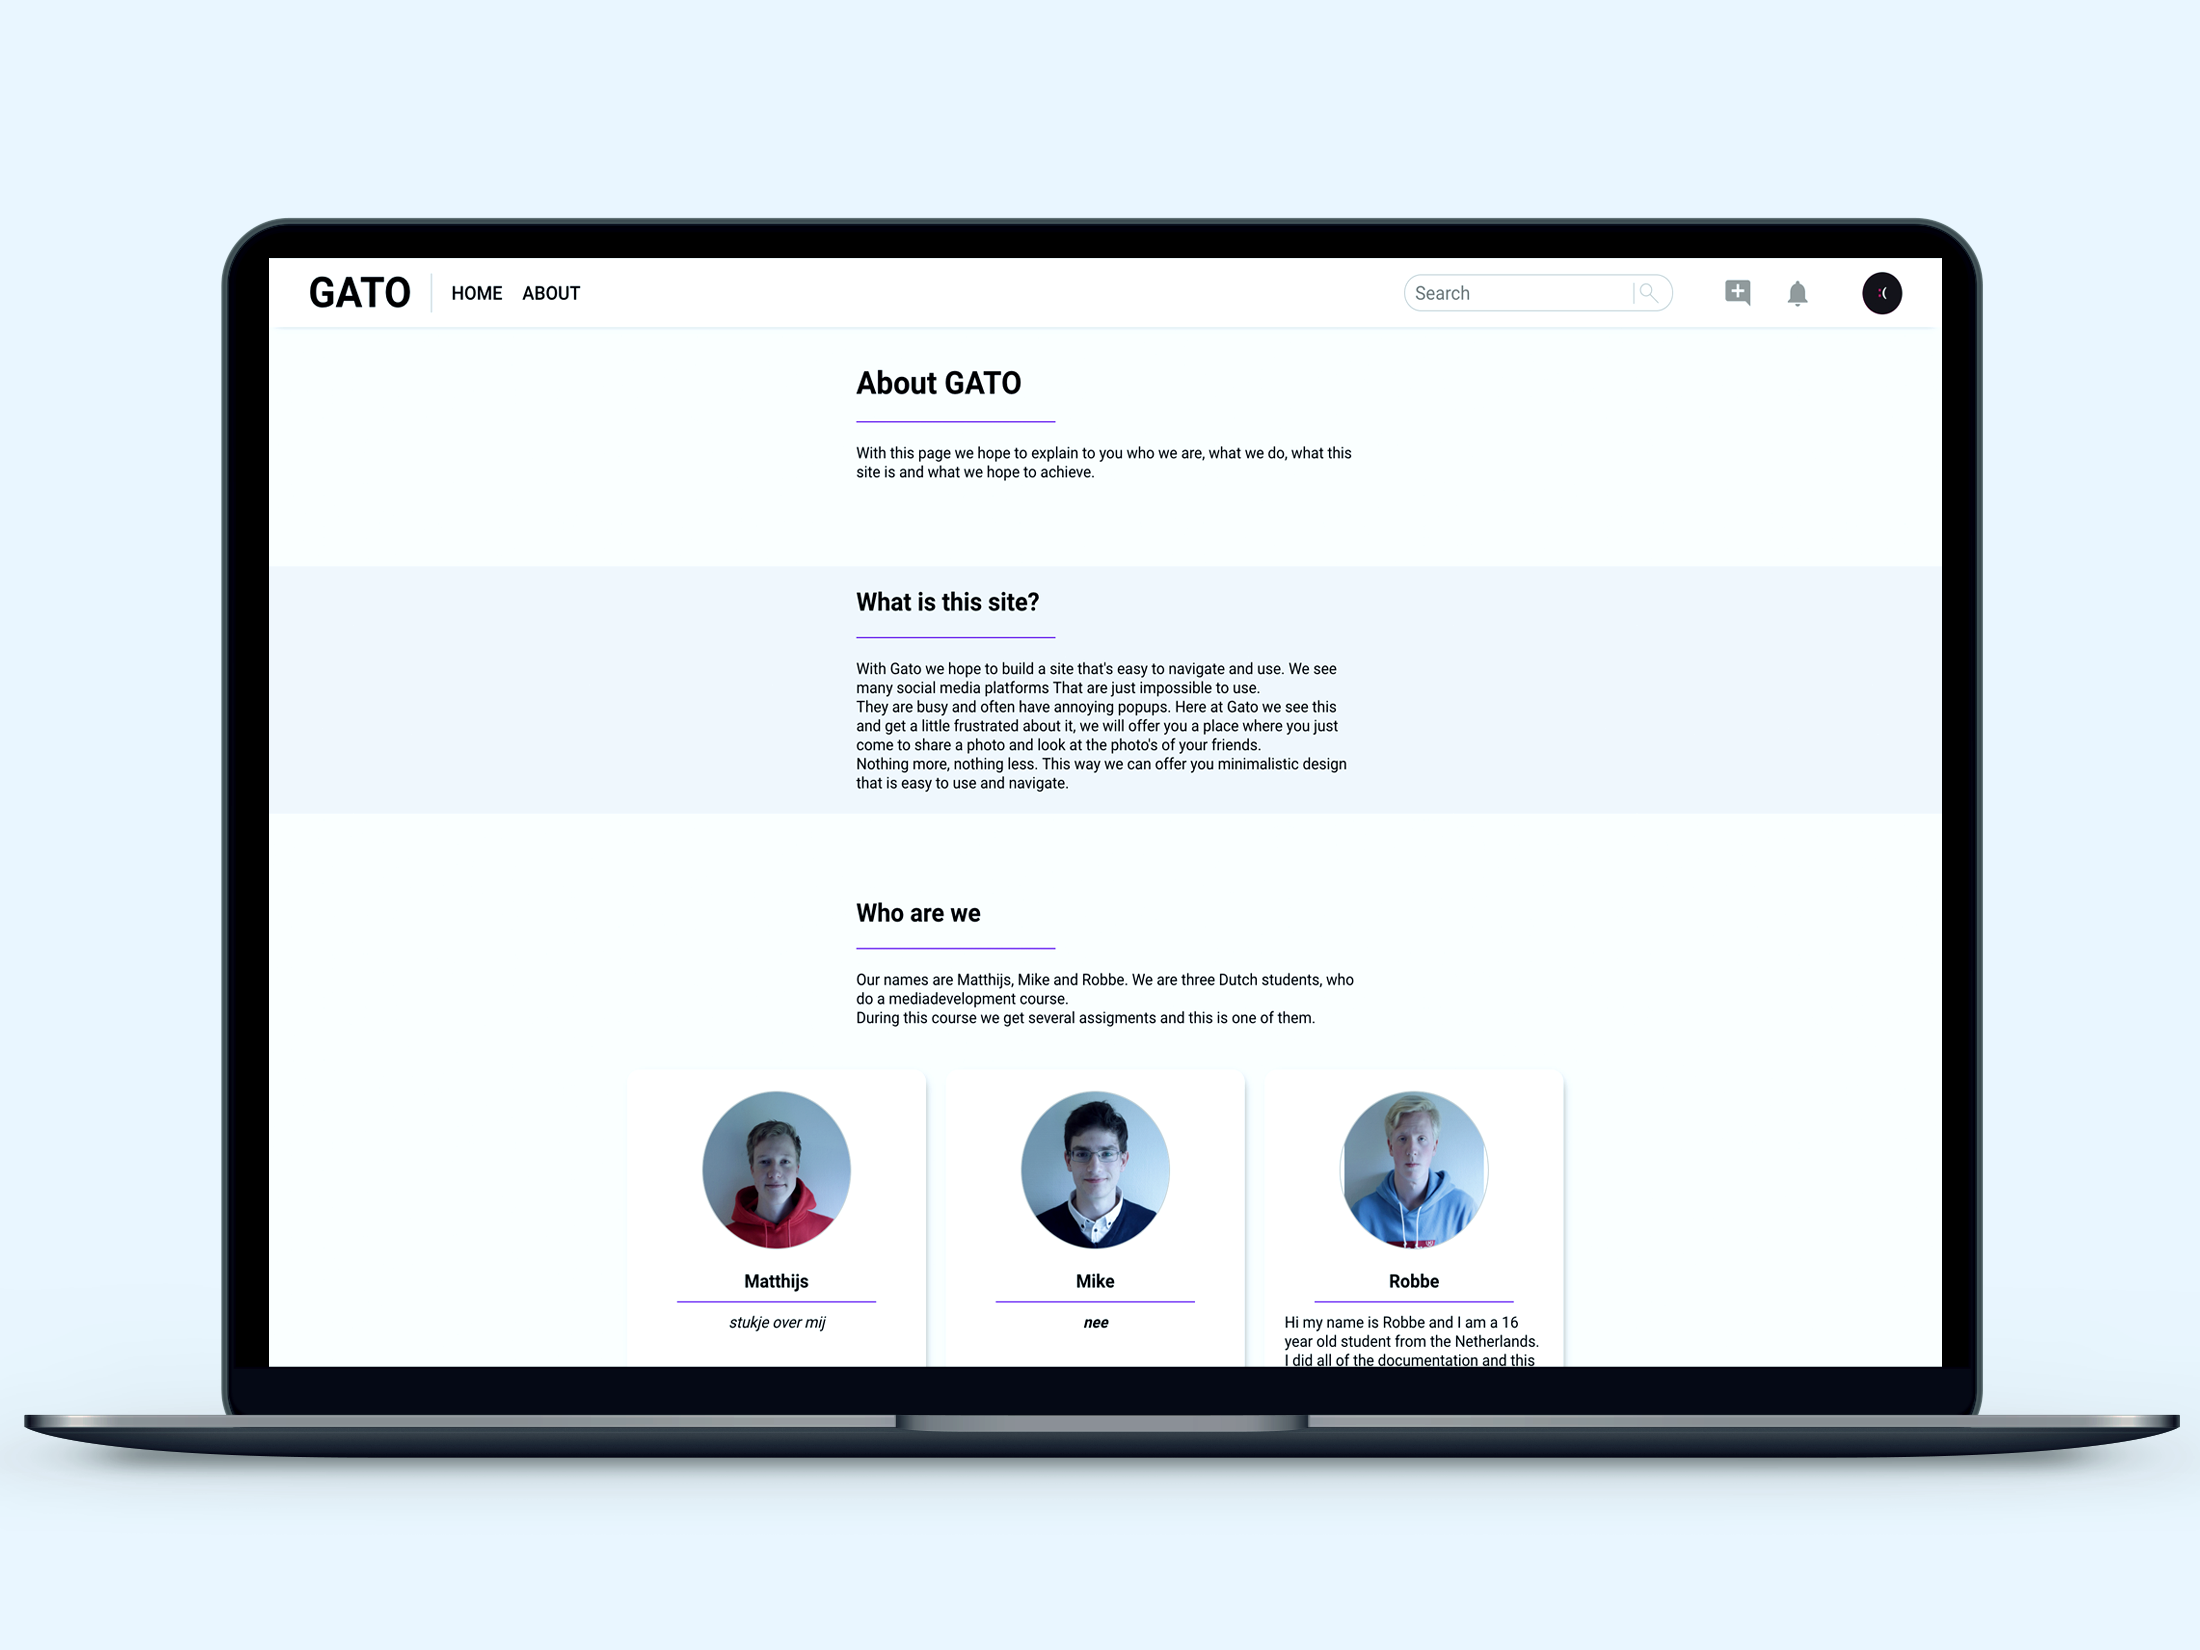 GATO HOME ABOUT Search :(
About GATO
With this page we hope to explain to you who we are, what we do, what this
site is and what we hope to achieve.
What is this site?
With Gato we hope to build a site that's easy to navigate and use. We see
many social media platforms That are just impossible to use.
They are busy and often have annoying popups. Here at Gato we see this
and get a little frustrated about it, we will offer you a place where you just
come to share a photo and look at the photo's of your friends.
Nothing more, nothing less. This way we can offer you minimalistic design
that is easy to use and navigate.
Who are we
Our names are Matthijs, Mike and Robbe. We are three Dutch students, who
do a mediadevelopment course.
During this course we get several assigments and this is one of them.
Matthijs
stukje over mij
Mike
nee
Robbe
Hi my name is Robbe and I am a 16
year old student from the Netherlands.
I did all of the documentation and this